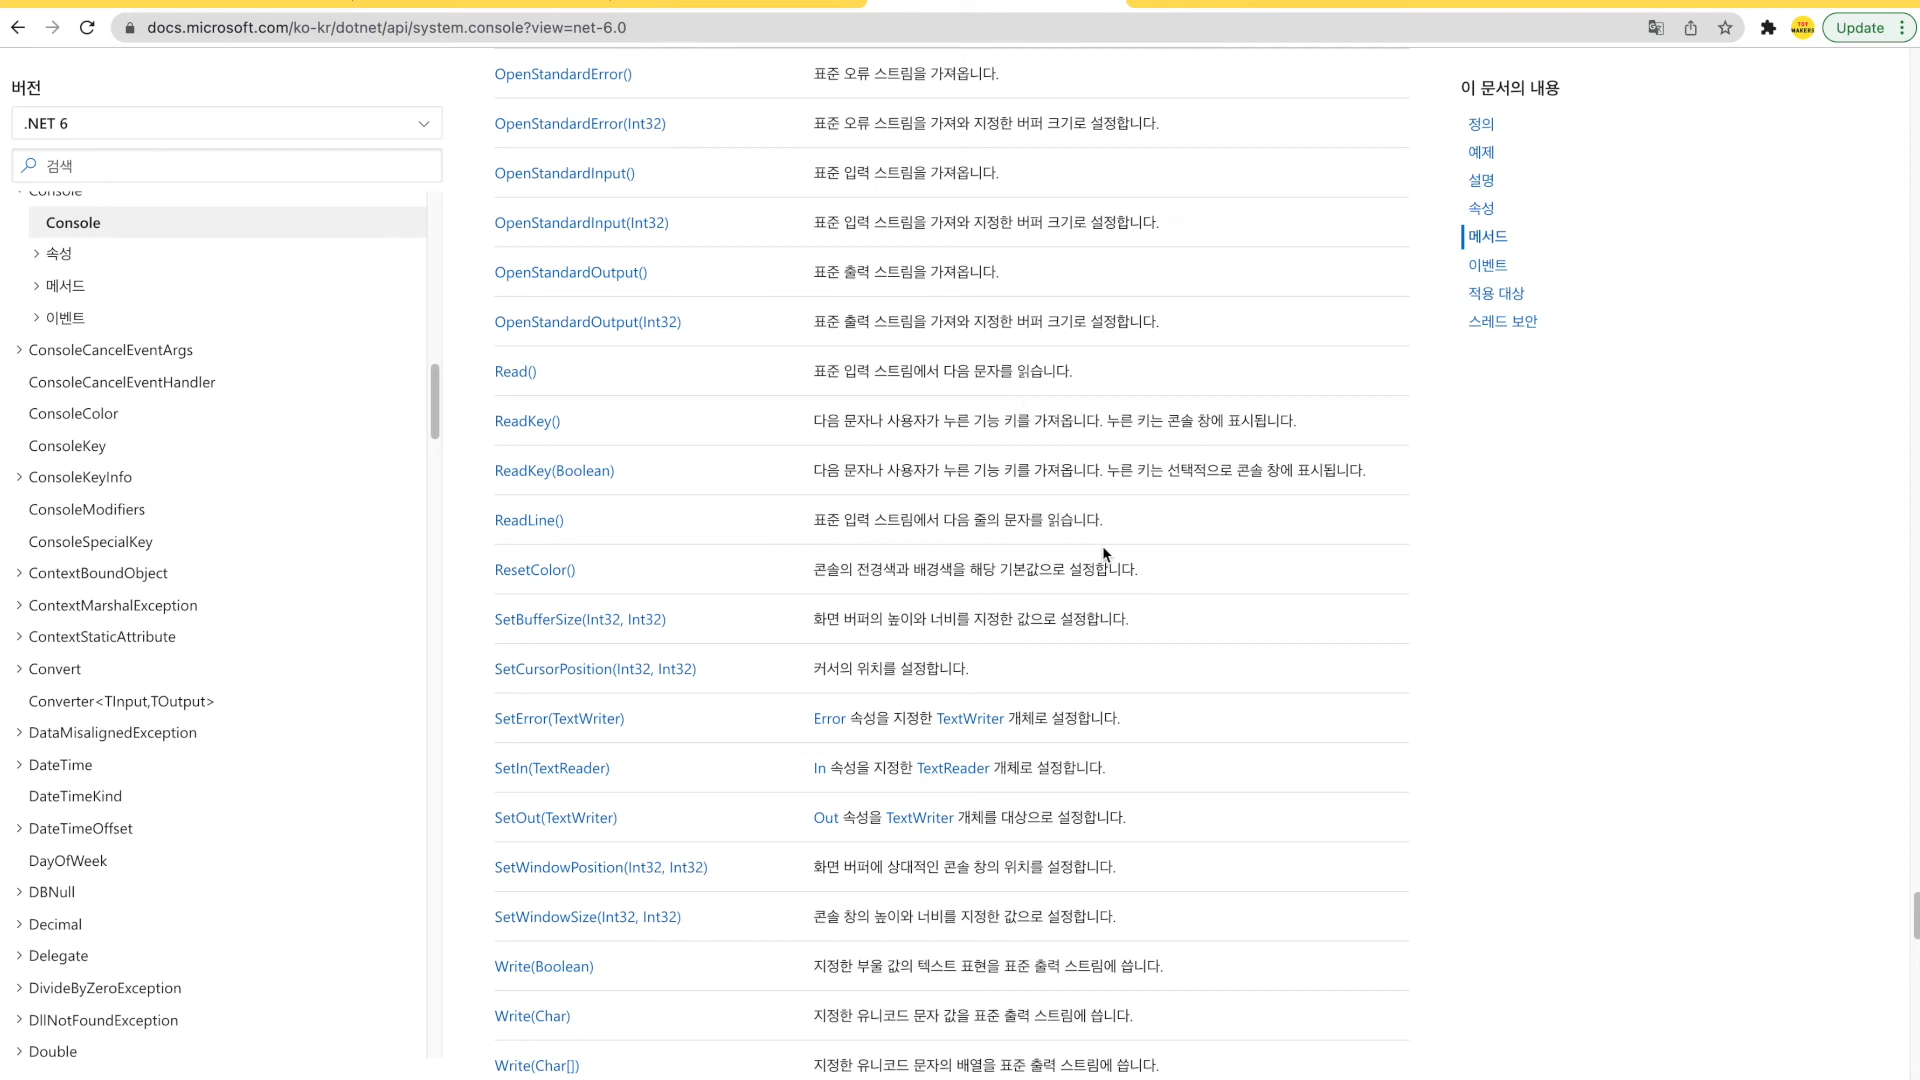 docs.microsoft.com/ko-kr/dotnet/api/system.console?view=net-6.0
TOY MAKERS
Update
버전
.NET 6
검색
Console
Console
속성
메서드
이벤트
ConsoleCancelEventArgs
ConsoleCancelEventHandler
ConsoleColor
ConsoleKey
ConsoleKeyInfo
ConsoleModifiers
ConsoleSpecialKey
ContextBoundObject
ContextMarshalException
ContextStaticAttribute
Convert
Converter<TInput,TOutput>
DataMisalignedException
DateTime
DateTimeKind
DateTimeOffset
DayOfWeek
DBNull
Decimal
Delegate
DivideByZeroException
DllNotFoundException
Double
OpenStandardError() 표준 오류 스트림을 가져옵니다.
OpenStandardError(Int32) 표준 오류 스트림을 가져와 지정한 버퍼 크기로 설정합니다.
OpenStandardInput() 표준 입력 스트림을 가져옵니다.
OpenStandardInput(Int32) 표준 입력 스트림을 가져와 지정한 버퍼 크기로 설정합니다.
OpenStandardOutput() 표준 출력 스트림을 가져옵니다.
OpenStandardOutput(Int32) 표준 출력 스트림을 가져와 지정한 버퍼 크기로 설정합니다.
Read() 표준 입력 스트림에서 다음 문자를 읽습니다.
ReadKey() 다음 문자나 사용자가 누른 기능 키를 가져옵니다. 누른 키는 콘솔 창에 표시됩니다.
ReadKey(Boolean) 다음 문자나 사용자가 누른 기능 키를 가져옵니다. 누른 키는 선택적으로 콘솔 창에 표시됩니다.
ReadLine() 표준 입력 스트림에서 다음 줄의 문자를 읽습니다.
ResetColor() 콘솔의 전경색과 배경색을 해당 기본값으로 설정합니다.
SetBufferSize(Int32, Int32) 화면 버퍼의 높이와 너비를 지정한 값으로 설정합니다.
SetCursorPosition(Int32, Int32) 커서의 위치를 설정합니다.
SetError(TextWriter) Error 속성을 지정한 TextWriter 개체로 설정합니다.
SetIn(TextReader) In 속성을 지정한 TextReader 개체로 설정합니다.
SetOut(TextWriter) Out 속성을 TextWriter 개체를 대상으로 설정합니다.
SetWindowPosition(Int32, Int32) 화면 버퍼에 상대적인 콘솔 창의 위치를 설정합니다.
SetWindowSize(Int32, Int32) 콘솔 창의 높이와 너비를 지정한 값으로 설정합니다.
Write(Boolean) 지정한 부울 값의 텍스트 표현을 표준 출력 스트림에 씁니다.
Write(Char) 지정한 유니코드 문자 값을 표준 출력 스트림에 씁니다.
Write(Char[]) 지정한 유니코드 문자의 배열을 표준 출력 스트림에 씁니다.
이 문서의 내용
정의
예제
설명
속성
메서드
이벤트
적용 대상
스레드 보안